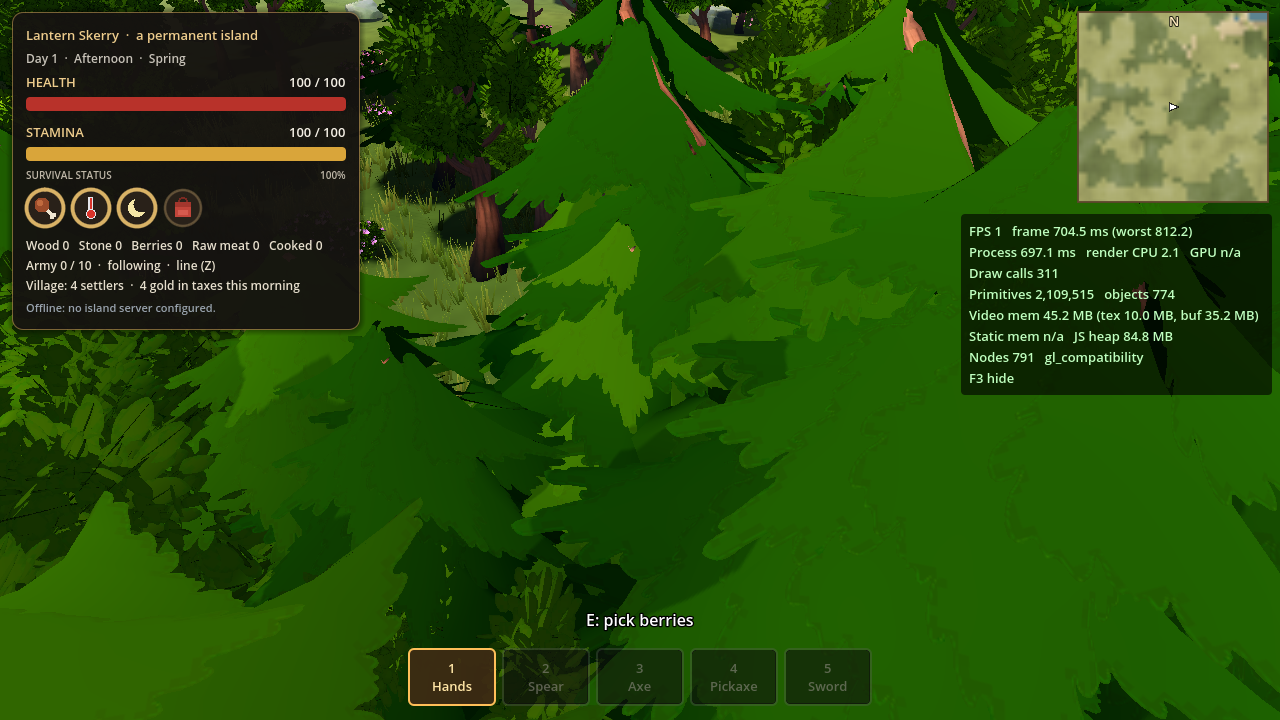 Lantern Skerry · a permanent island
Day 1 · Afternoon · Spring
HEALTH 100 / 100
STAMINA 100 / 100
SURVIVAL STATUS 100%
Wood 0 Stone 0 Berries 0 Raw meat 0 Cooked 0
Army 0 / 10 · following · line (Z)
Village: 4 settlers · 4 gold in taxes this morning
Offline: no island server configured.
N
FPS 1 frame 704.5 ms (worst 812.2)
Process 697.1 ms render CPU 2.1 GPU n/a
Draw calls 311
Primitives 2,109,515 objects 774
Video mem 45.2 MB (tex 10.0 MB, buf 35.2 MB)
Static mem n/a JS heap 84.8 MB
Nodes 791 gl_compatibility
F3 hide
E: pick berries
1 Hands
2 Spear
3 Axe
4 Pickaxe
5 Sword